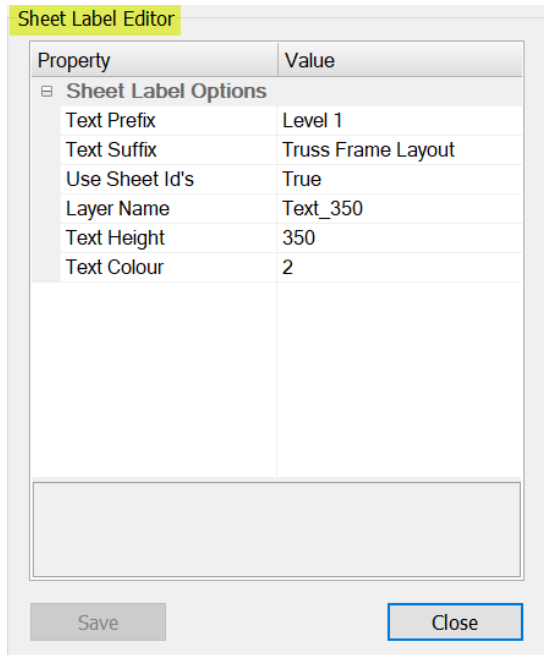 Sheet Label Editor
Property Value
Sheet Label Options
Text Prefix Level 1
Text Suffix Truss Frame Layout
Use Sheet Id's True
Layer Name Text_350
Text Height 350
Text Colour 2
Save Close